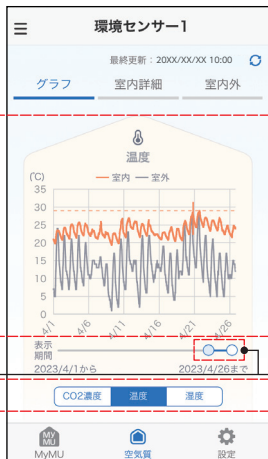 環境センサー1
最終更新：20XX/XX/XX 10:00
グラフ 室内詳細 室内外
温度
(℃) 室内 室外
35
30
25
20
15
10
5
0
4/1 4/6 4/11 4/16 4/21 4/26
表示
期間
2023/4/1から 2023/4/26まで
CO2濃度 温度 湿度
MY
MU
MyMU 空気質 設定